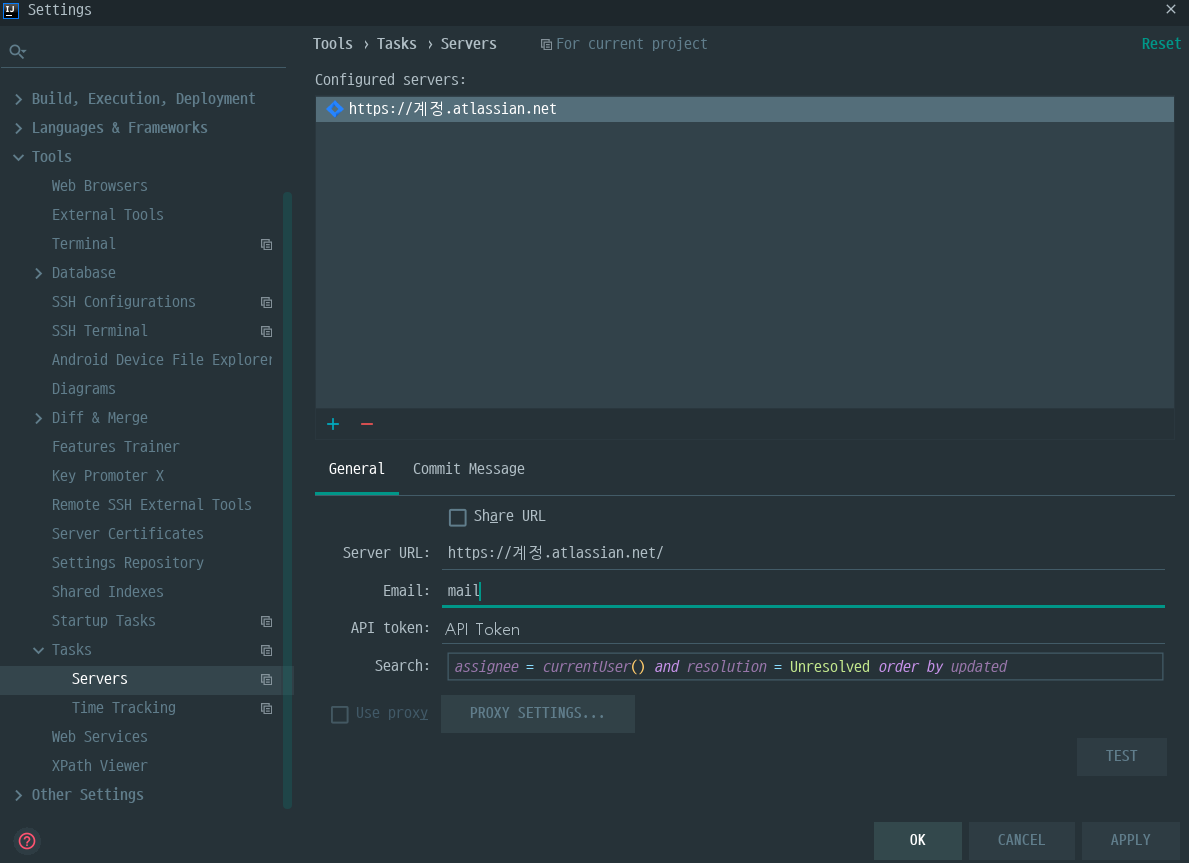 IJ Settings
Tools › Tasks › Servers For current project Reset
Build, Execution, Deployment
Languages & Frameworks
Tools
Web Browsers
External Tools
Terminal
Database
SSH Configurations
SSH Terminal
Android Device File Explorer
Diagrams
Diff & Merge
Features Trainer
Key Promoter X
Remote SSH External Tools
Server Certificates
Settings Repository
Shared Indexes
Startup Tasks
Tasks
Servers
Time Tracking
Web Services
XPath Viewer
Other Settings
Configured servers:
https://계정.atlassian.net
General Commit Message
Share URL
Server URL: https://계정.atlassian.net/
Email: mail
API token: API Token
Search: assignee = currentUser() and resolution = Unresolved order by updated
Use proxy PROXY SETTINGS...
TEST
OK CANCEL APPLY